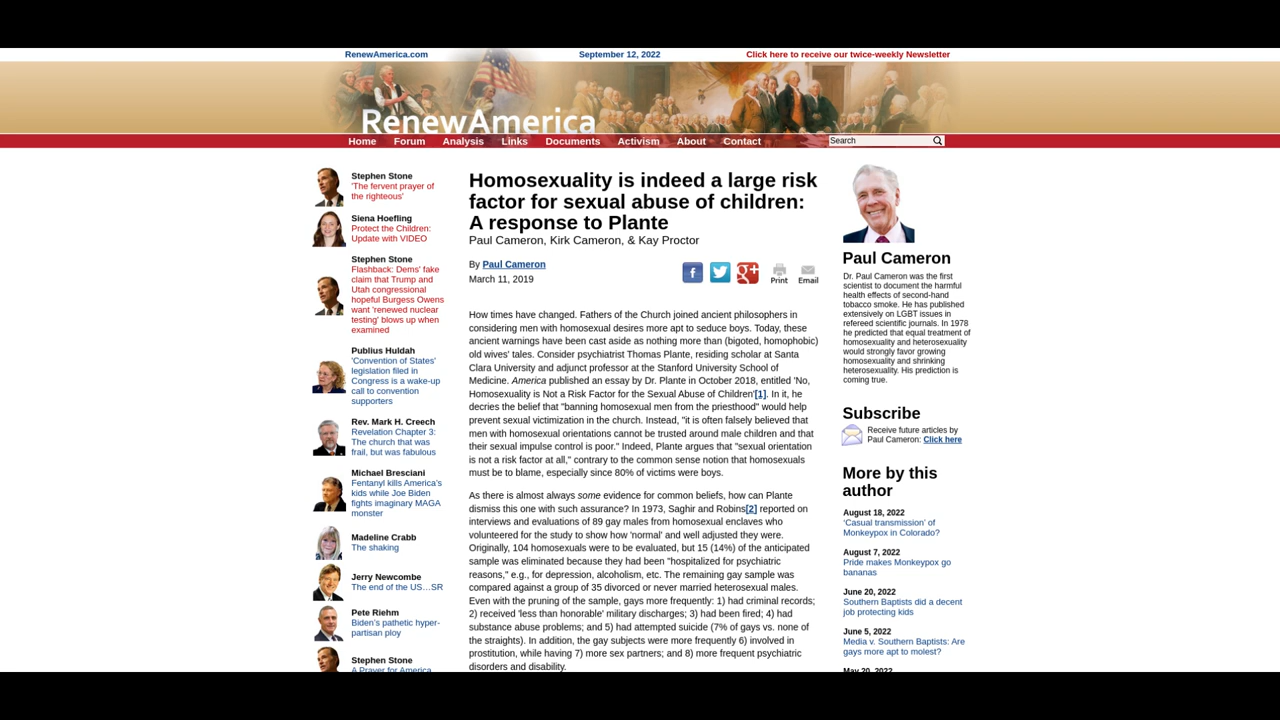 RenewAmerica.com
September 12, 2022
Click here to receive our twice-weekly Newsletter
RenewAmerica
Home Forum Analysis Links Documents Activism About Contact
Search
Stephen Stone
'The fervent prayer of
the righteous'
Siena Hoefling
Protect the Children:
Update with VIDEO
Stephen Stone
Flashback: Dems' fake
claim that Trump and
Utah congressional
hopeful Burgess Owens
want 'renewed nuclear
testing' blows up when
examined
Publius Huldah
'Convention of States'
legislation filed in
Congress is a wake-up
call to convention
supporters
Rev. Mark H. Creech
Revelation Chapter 3:
The church that was
frail, but was fabulous
Michael Bresciani
Fentanyl kills America's
kids while Joe Biden
fights imaginary MAGA
monster
Madeline Crabb
The shaking
Jerry Newcombe
The end of the US…SR
Pete Riehm
Biden's pathetic hyper-
partisan ploy
Stephen Stone
A Prayer for America
Homosexuality is indeed a large risk
factor for sexual abuse of children:
A response to Plante
Paul Cameron, Kirk Cameron, & Kay Proctor
By Paul Cameron
March 11, 2019
Print
Email
How times have changed. Fathers of the Church joined ancient philosophers in
considering men with homosexual desires more apt to seduce boys. Today, these
ancient warnings have been cast aside as nothing more than (bigoted, homophobic)
old wives' tales. Consider psychiatrist Thomas Plante, residing scholar at Santa
Clara University and adjunct professor at the Stanford University School of
Medicine. America published an essay by Dr. Plante in October 2018, entitled 'No,
Homosexuality is Not a Risk Factor for the Sexual Abuse of Children'[1]. In it, he
decries the belief that "banning homosexual men from the priesthood" would help
prevent sexual victimization in the church. Instead, "it is often falsely believed that
men with homosexual orientations cannot be trusted around male children and that
their sexual impulse control is poor." Indeed, Plante argues that "sexual orientation
is not a risk factor at all," contrary to the common sense notion that homosexuals
must be to blame, especially since 80% of victims were boys.
As there is almost always some evidence for common beliefs, how can Plante
dismiss this one with such assurance? In 1973, Saghir and Robins[2] reported on
interviews and evaluations of 89 gay males from homosexual enclaves who
volunteered for the study to show how 'normal' and well adjusted they were.
Originally, 104 homosexuals were to be evaluated, but 15 (14%) of the anticipated
sample was eliminated because they had been "hospitalized for psychiatric
reasons," e.g., for depression, alcoholism, etc. The remaining gay sample was
compared against a group of 35 divorced or never married heterosexual males.
Even with the pruning of the sample, gays more frequently: 1) had criminal records;
2) received 'less than honorable' military discharges; 3) had been fired; 4) had
substance abuse problems; and 5) had attempted suicide (7% of gays vs. none of
the straights). In addition, the gay subjects were more frequently 6) involved in
prostitution, while having 7) more sex partners; and 8) more frequent psychiatric
disorders and disability.
Paul Cameron
Dr. Paul Cameron was the first
scientist to document the harmful
health effects of second-hand
tobacco smoke. He has published
extensively on LGBT issues in
refereed scientific journals. In 1978
he predicted that equal treatment of
homosexuality and heterosexuality
would strongly favor growing
homosexuality and shrinking
heterosexuality. His prediction is
coming true.
Subscribe
Receive future articles by
Paul Cameron: Click here
More by this
author
August 18, 2022
'Casual transmission' of
Monkeypox in Colorado?
August 7, 2022
Pride makes Monkeypox go
bananas
June 20, 2022
Southern Baptists did a decent
job protecting kids
June 5, 2022
Media v. Southern Baptists: Are
gays more apt to molest?
May 20, 2022